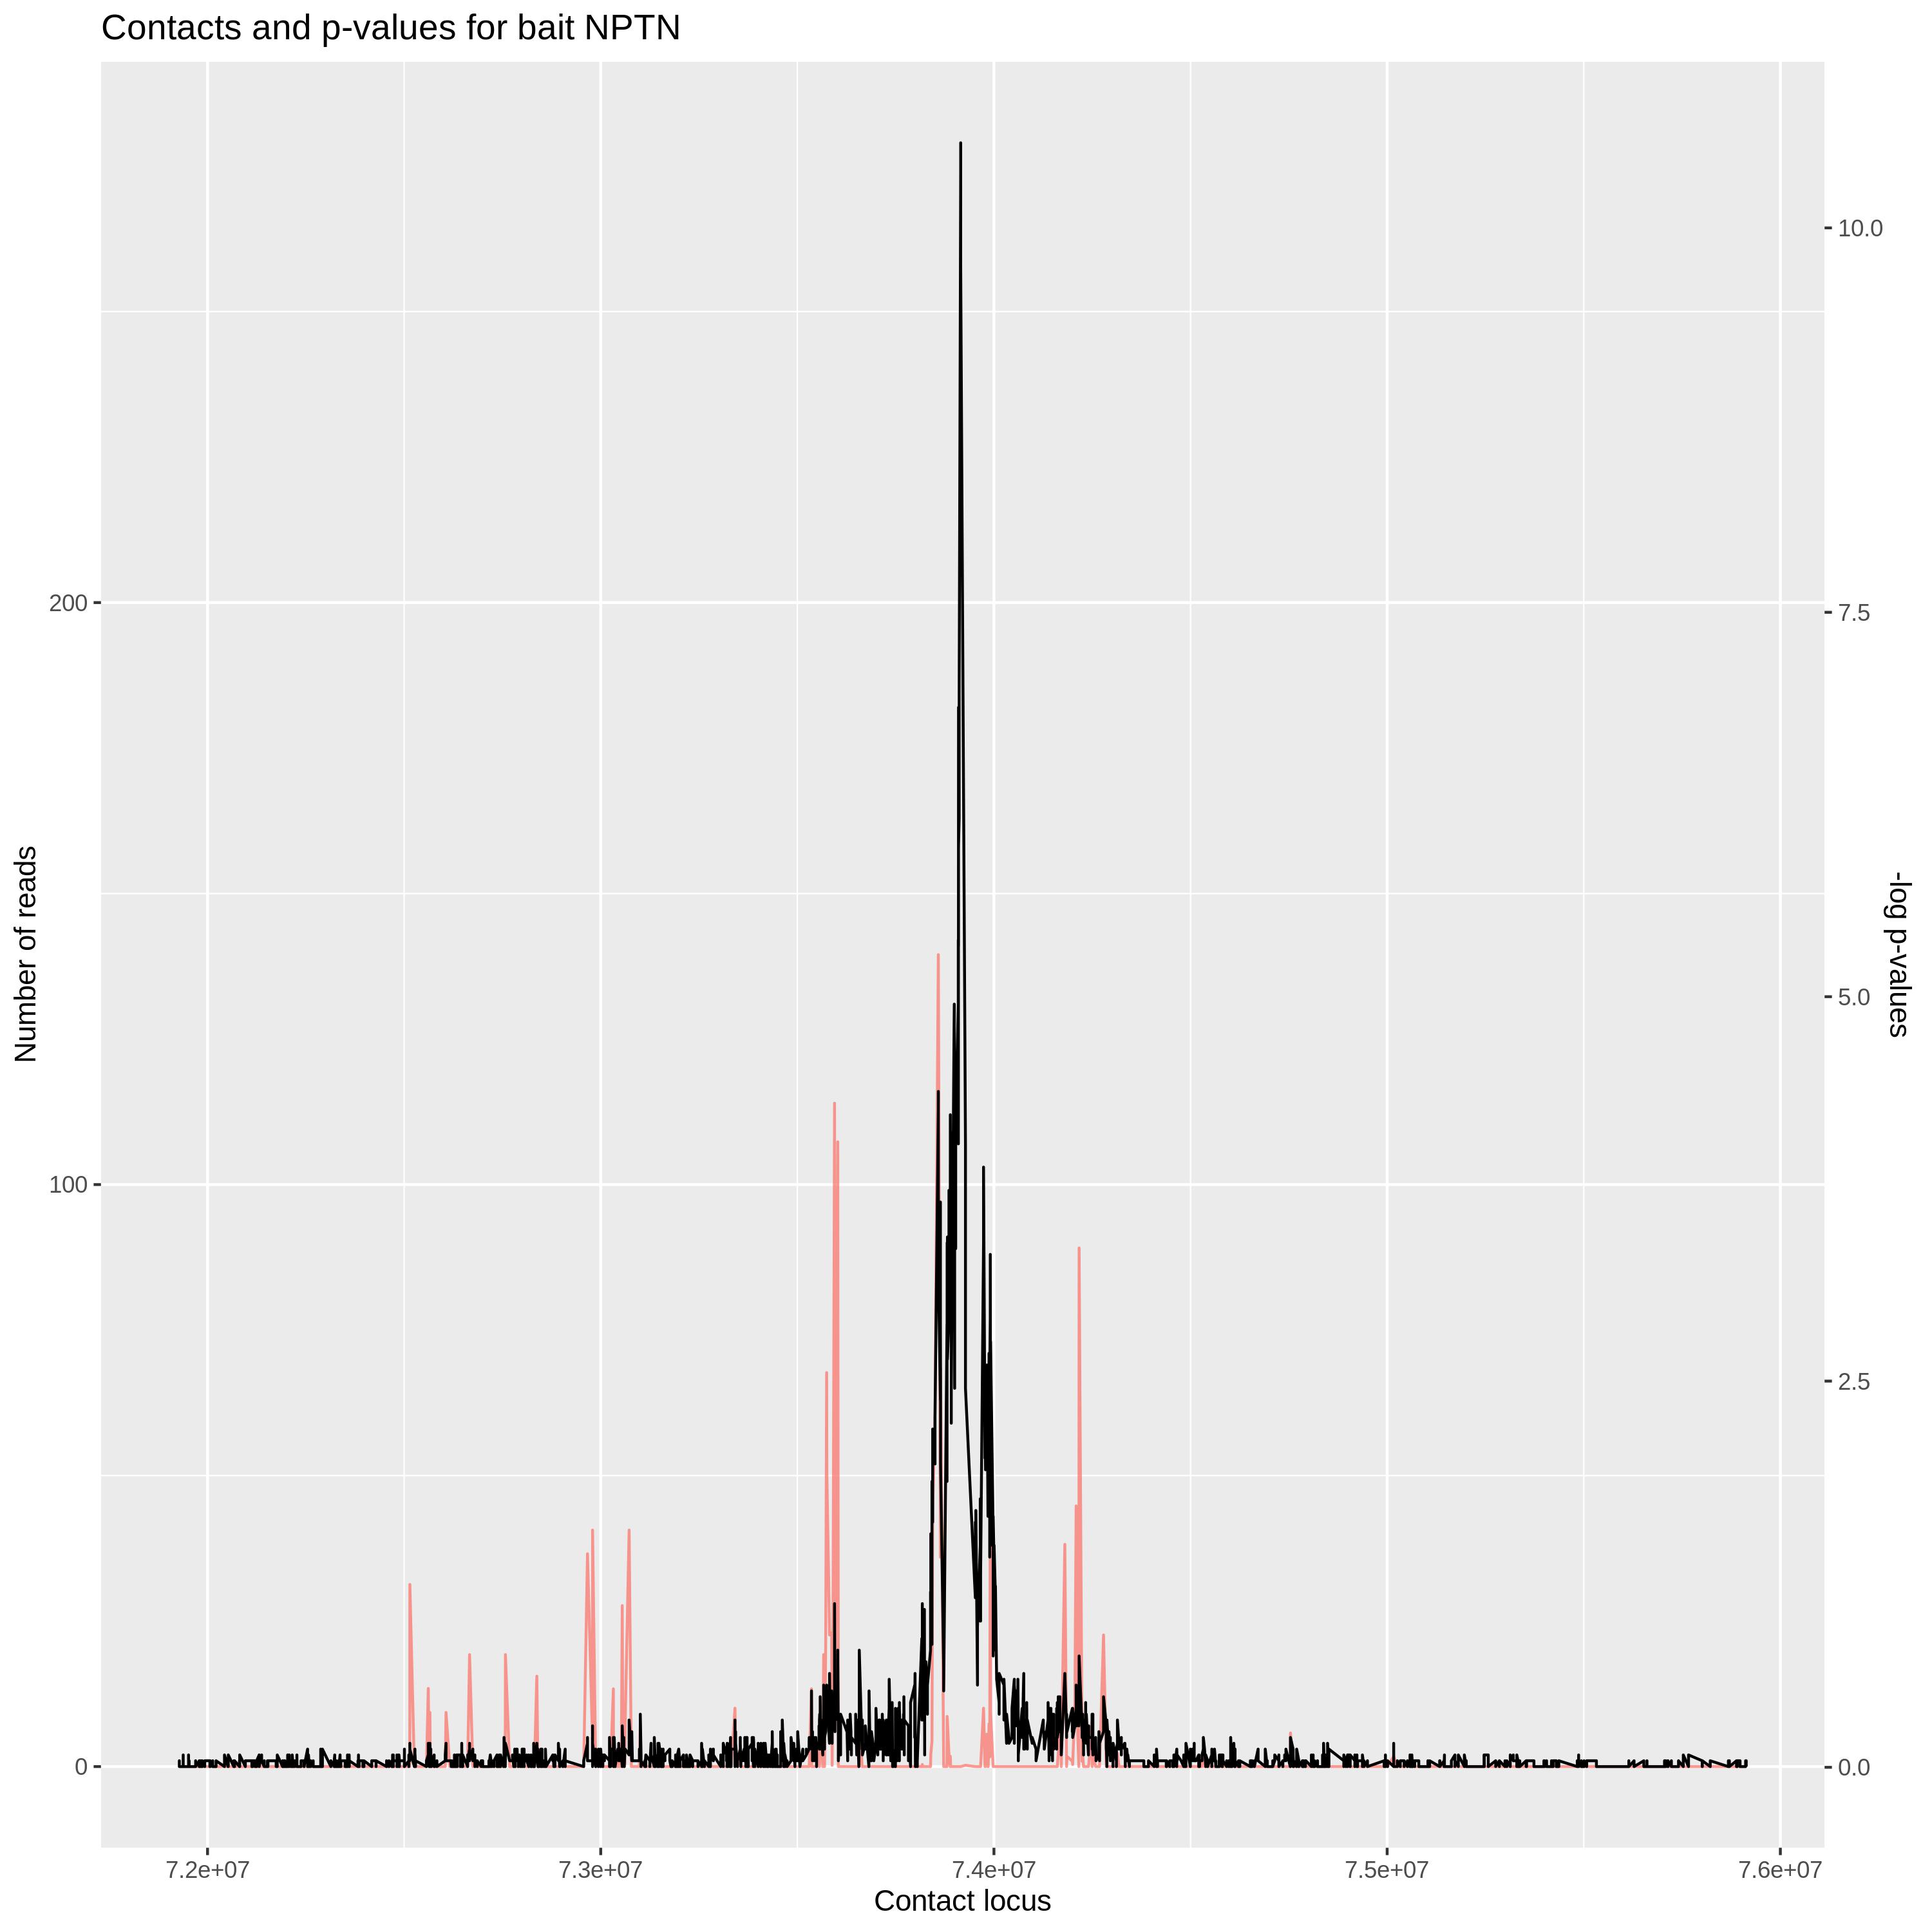 Contacts and p-values for bait NPTN
Number of reads
200
100
0
10.0
7.5
5.0
2.5
0.0
-log p-values
7.2e+07 7.3e+07 7.4e+07 7.5e+07 7.6e+07
Contact locus